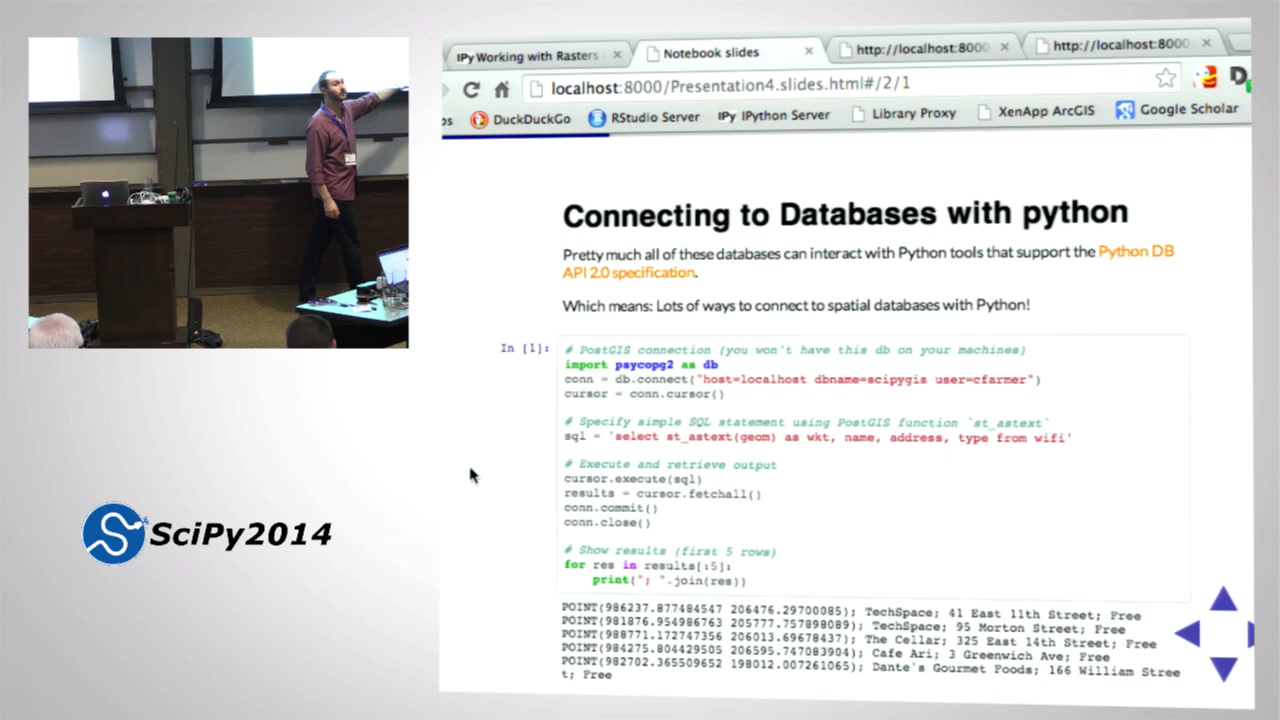 IPy Working with Rasters
Notebook slides
http://localhost:8000
http://localhost:8000
localhost:8000/Presentation4.slides.html#/2/1
os
DuckDuckGo
RStudio Server
IPy IPython Server
Library Proxy
XenApp ArcGIS
Google Scholar
Connecting to Databases with python
Pretty much all of these databases can interact with Python tools that support the Python DB
API 2.0 specification.
Which means: Lots of ways to connect to spatial databases with Python!
In [1]:
# PostGIS connection (you won't have this db on your machines)
import psycopg2 as db
conn = db.connect("host=localhost dbname=scipygis user=cfarmer")
cursor = conn.cursor()
# Specify simple SQL statement using PostGIS function `st_astext`
sql = 'select st_astext(geom) as wkt, name, address, type from wifi'
# Execute and retrieve output
cursor.execute(sql)
results = cursor.fetchall()
conn.commit()
conn.close()
# Show results (first 5 rows)
for res in results[:5]:
    print("; ".join(res))
POINT(986237.877484547 206476.29700085); TechSpace; 41 East 11th Street; Free
POINT(981876.954986763 205777.757898089); TechSpace; 95 Morton Street; Free
POINT(988771.172747356 206013.69678437); The Cellar; 325 East 14th Street; Free
POINT(984275.804429505 206595.747083904); Cafe Ari; 3 Greenwich Ave; Free
POINT(982702.365509652 198012.007261065); Dante's Gourmet Foods; 166 William Stree
t; Free
SciPy2014